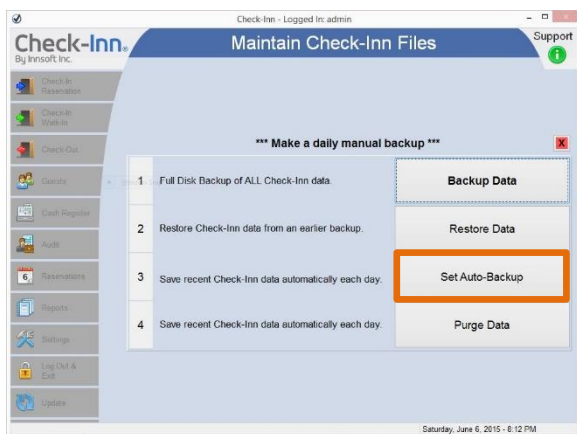 Check-Inn - Logged In: admin
Check-Inn®
By Innsoft Inc.
Maintain Check-Inn Files
Support
Check-In
Reservation
Check-In
Walk-In
Check-Out
Guests
Cash Register
Audit
6
Reservations
Reports
Settings
Log Out &
Exit
Update
*** Make a daily manual backup ***
X
1 Full Disk Backup of ALL Check-Inn data. Backup Data
2 Restore Check-Inn data from an earlier backup. Restore Data
3 Save recent Check-Inn data automatically each day. Set Auto-Backup
4 Save recent Check-Inn data automatically each day. Purge Data
Saturday, June 6, 2015 - 8:12 PM